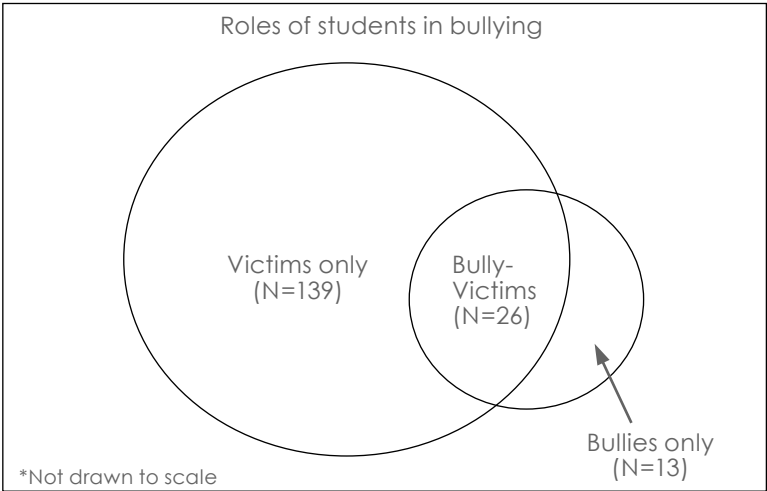 Roles of students in bullying
Victims only
(N=139)
Bully-
Victims
(N=26)
Bullies only
(N=13)
*Not drawn to scale